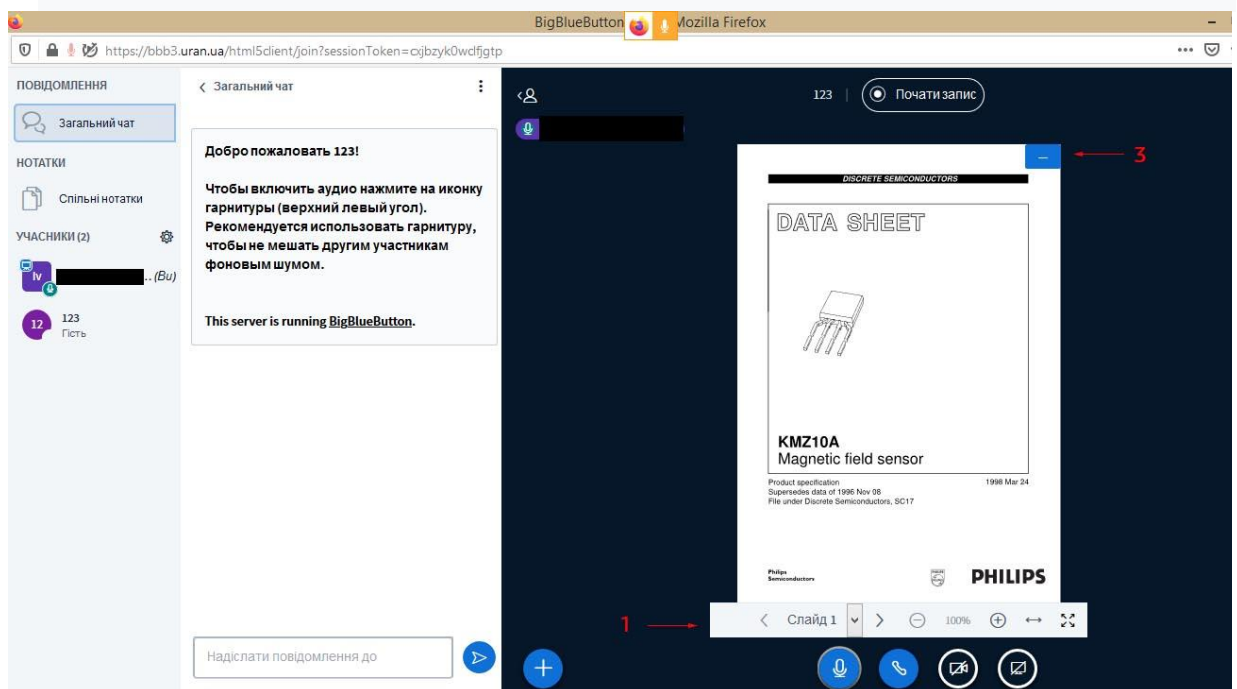 BigBlueButton
Mozilla Firefox
https://bbb3.uran.ua/html5client/join?sessionToken=cxjbzyk0wdfjgtp
ПОВІДОМЛЕННЯ
Загальний чат
НОТАТКИ
Спільні нотатки
УЧАСНИКИ (2)
lv
.. (Ви)
12
123
Гість
Загальний чат
Добро пожаловать 123!
Чтобы включить аудио нажмите на иконку
гарнитуры (верхний левый угол).
Рекомендуется использовать гарнитуру,
чтобы не мешать другим участникам
фоновым шумом.
This server is running BigBlueButton.
Надіслати повідомлення до
123 | Почати запис
3
DISCRETE SEMICONDUCTORS
DATA SHEET
KMZ10A
Magnetic field sensor
Product specification 1998 Mar 24
Supersedes data of 1996 Nov 08
File under Discrete Semiconductors, SC17
Philips
Semiconductors
PHILIPS
1
Слайд 1
100%